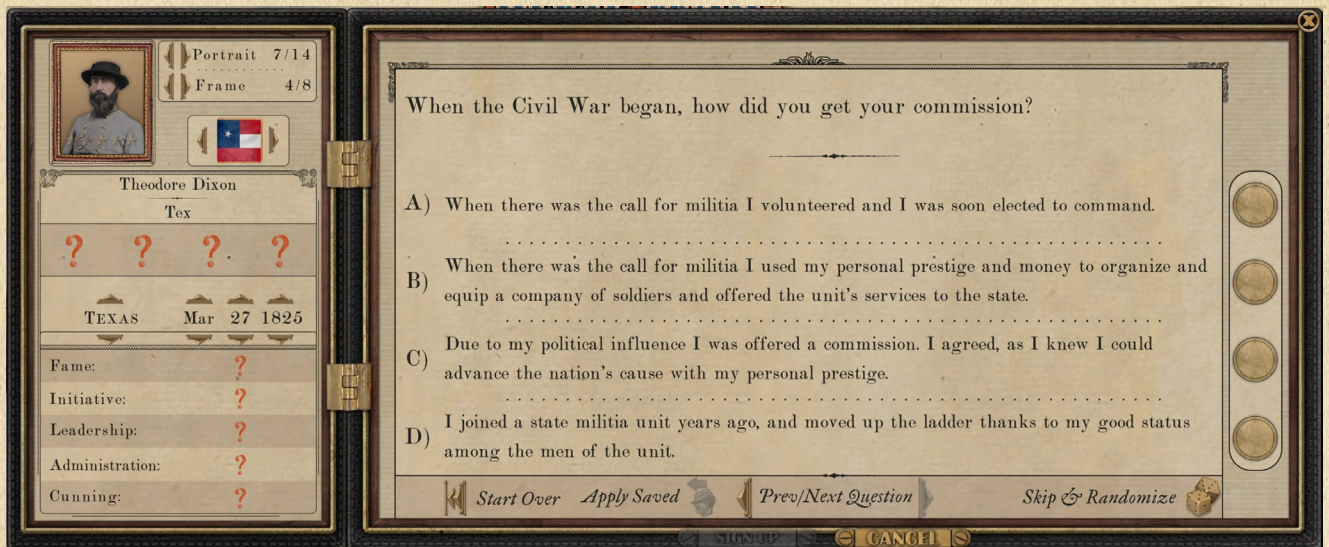 Portrait 7/14
Frame 4/8
Theodore Dixon
Tex
? ? ? ?
Texas Mar 27 1825
Fame: ?
Initiative: ?
Leadership: ?
Administration: ?
Cunning: ?
When the Civil War began, how did you get your commission?
A) When there was the call for militia I volunteered and I was soon elected to command.
B) When there was the call for militia I used my personal prestige and money to organize and
equip a company of soldiers and offered the unit's services to the state.
C) Due to my political influence I was offered a commission. I agreed, as I knew I could
advance the nation's cause with my personal prestige.
D) I joined a state militia unit years ago, and moved up the ladder thanks to my good status
among the men of the unit.
Start Over Apply Saved Prev/Next Question Skip & Randomize
SIGN UP CANCEL